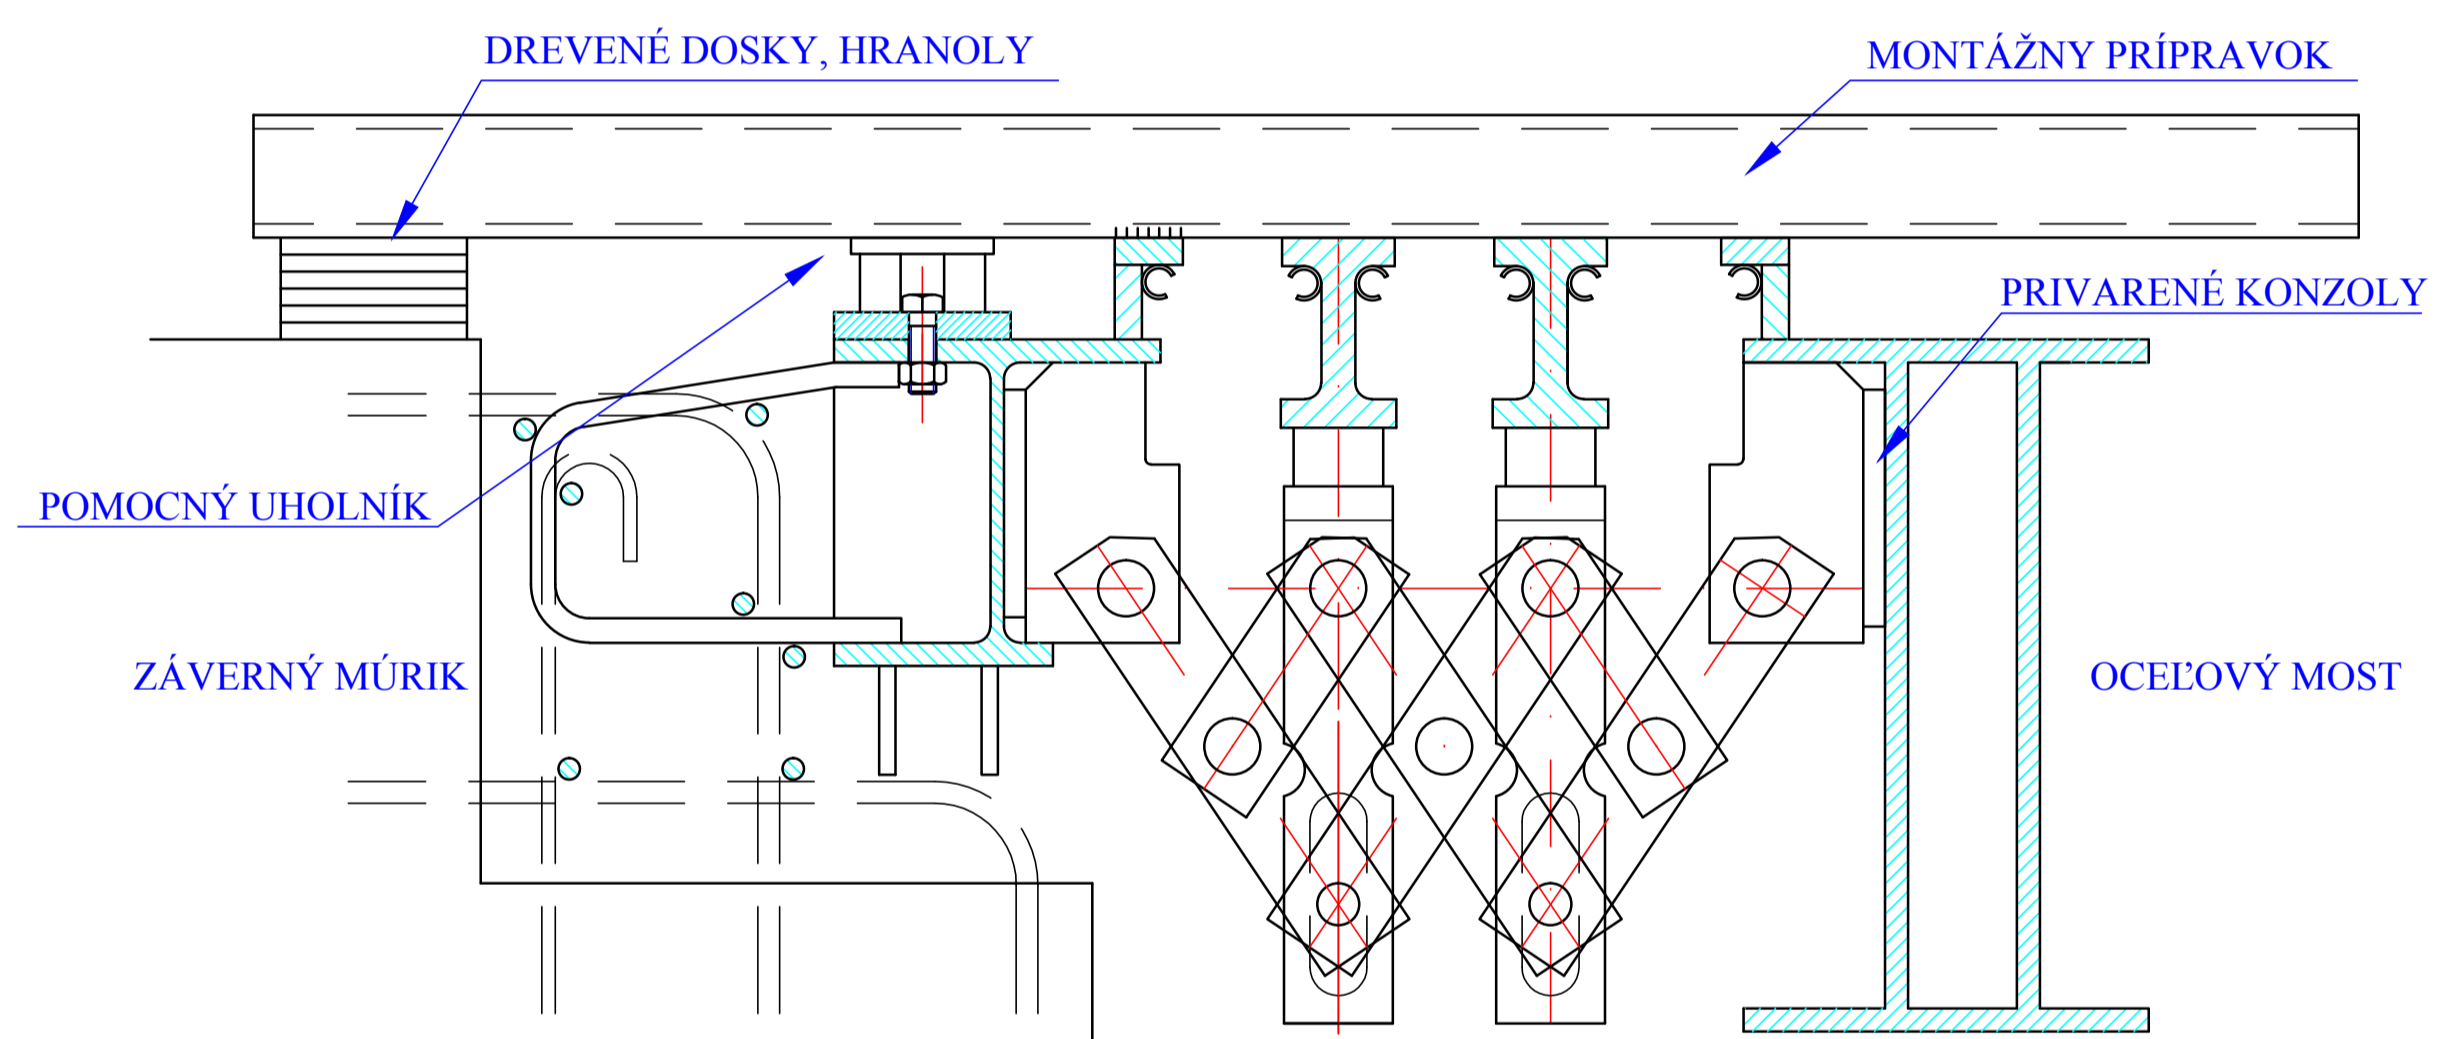 DREVENÉ DOSKY, HRANOLY
MONTÁŽNY PRÍPRAVOK
PRIVARENÉ KONZOLY
POMOCNÝ UHOLNÍK
ZÁVERNÝ MÚRIK
OCEĽOVÝ MOST